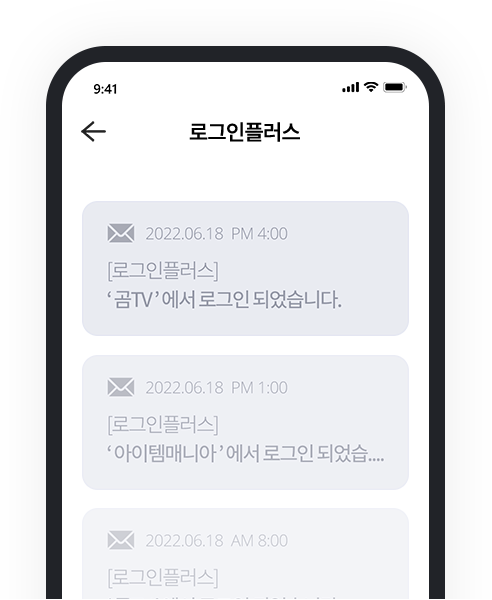 9:41
로그인플러스
2022.06.18 PM 4:00
[로그인플러스]
‘곰TV’에서 로그인 되었습니다.
2022.06.18 PM 1:00
[로그인플러스]
‘아이템매니아’에서 로그인 되었습....
2022.06.18 AM 8:00
[로그인플러스]